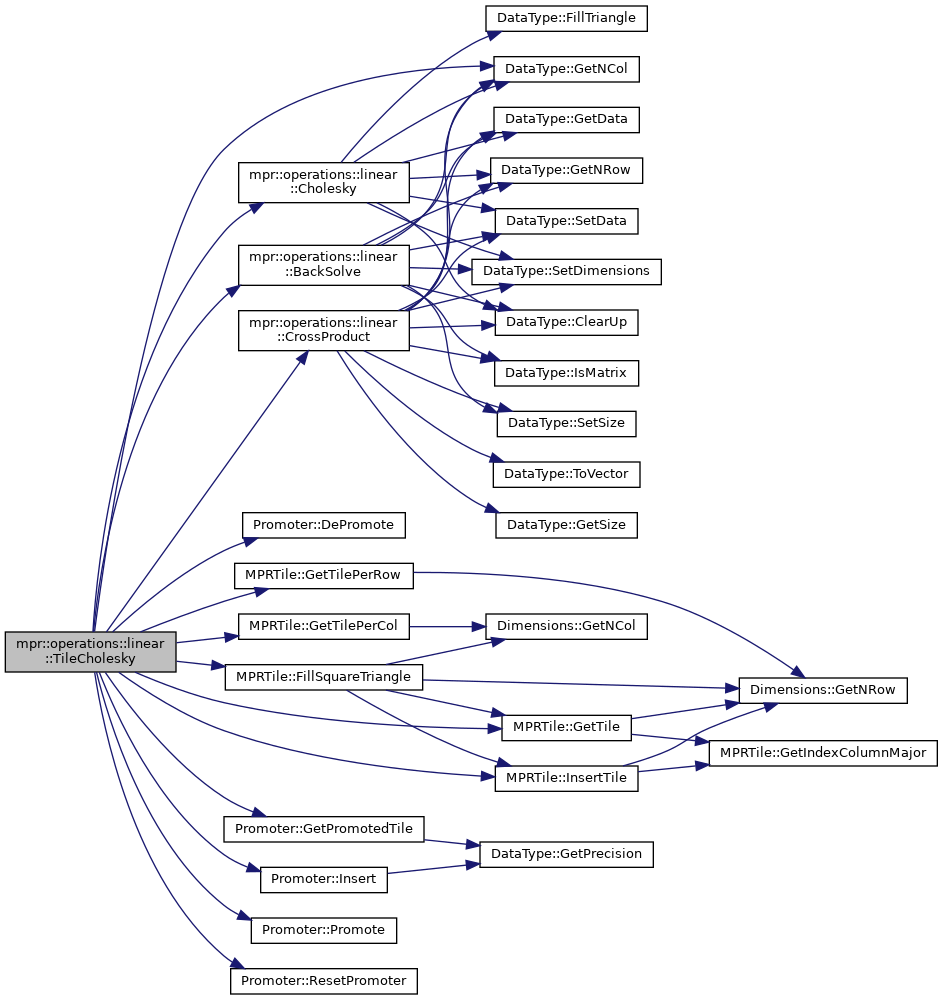 DataType::FillTriangle
DataType::GetNCol
DataType::GetData
mpr::operations::linear
::Cholesky
DataType::GetNRow
DataType::SetData
mpr::operations::linear
::BackSolve
DataType::SetDimensions
mpr::operations::linear
::CrossProduct
DataType::ClearUp
DataType::IsMatrix
DataType::SetSize
DataType::ToVector
Promoter::DePromote
DataType::GetSize
MPRTile::GetTilePerRow
MPRTile::GetTilePerCol
Dimensions::GetNCol
mpr::operations::linear
::TileCholesky
MPRTile::FillSquareTriangle
Dimensions::GetNRow
MPRTile::GetTile
MPRTile::GetIndexColumnMajor
MPRTile::InsertTile
Promoter::GetPromotedTile
DataType::GetPrecision
Promoter::Insert
Promoter::Promote
Promoter::ResetPromoter